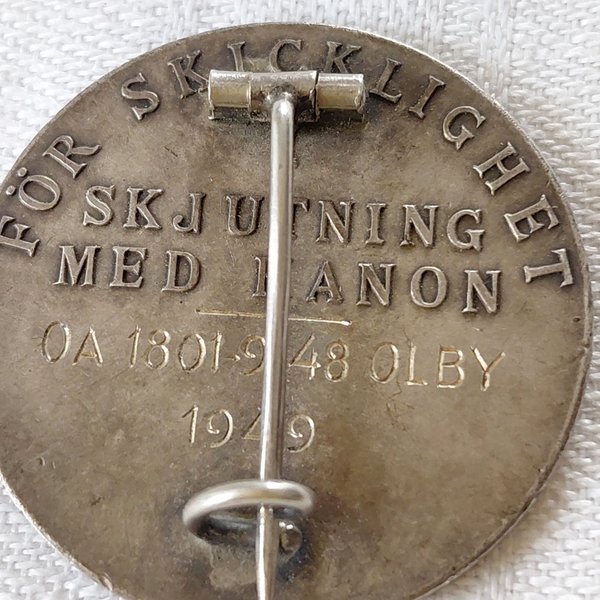 FÖR SKICKLIGHET
SKJUTNING
MED KANON
OA 1801-9-48 OLBY
1949